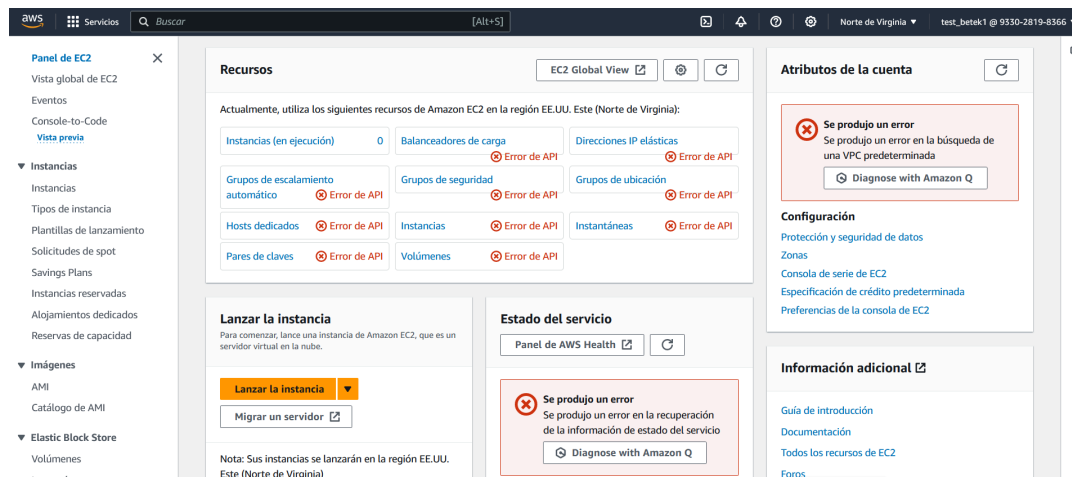 aws
Servicios
Buscar
[Alt+S]
Norte de Virginia
test_betek1 @ 9330-2819-8366
Panel de EC2
Vista global de EC2
Eventos
Console-to-Code
Vista previa
Instancias
Instancias
Tipos de instancia
Plantillas de lanzamiento
Solicitudes de spot
Savings Plans
Instancias reservadas
Alojamientos dedicados
Reservas de capacidad
Imágenes
AMI
Catálogo de AMI
Elastic Block Store
Volúmenes
Recursos
EC2 Global View
Actualmente, utiliza los siguientes recursos de Amazon EC2 en la región EE.UU. Este (Norte de Virginia):
Instancias (en ejecución) 0
Balanceadores de carga
Error de API
Direcciones IP elásticas
Error de API
Grupos de escalamiento
automático Error de API
Grupos de seguridad
Error de API
Grupos de ubicación
Error de API
Hosts dedicados Error de API
Instancias Error de API
Instantáneas Error de API
Pares de claves Error de API
Volúmenes Error de API
Lanzar la instancia
Para comenzar, lance una instancia de Amazon EC2, que es un
servidor virtual en la nube.
Lanzar la instancia
Migrar un servidor
Nota: Sus instancias se lanzarán en la región EE.UU.
Este (Norte de Virginia)
Estado del servicio
Panel de AWS Health
Se produjo un error
Se produjo un error en la recuperación
de la información de estado del servicio
Diagnose with Amazon Q
Atributos de la cuenta
Se produjo un error
Se produjo un error en la búsqueda de
una VPC predeterminada
Diagnose with Amazon Q
Configuración
Protección y seguridad de datos
Zonas
Consola de serie de EC2
Especificación de crédito predeterminada
Preferencias de la consola de EC2
Información adicional
Guía de introducción
Documentación
Todos los recursos de EC2
Foros